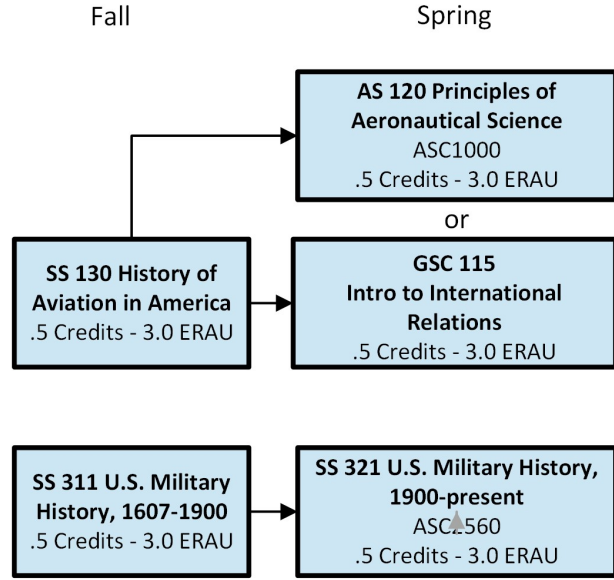 Fall
Spring
AS 120 Principles of
Aeronautical Science
ASC1000
.5 Credits - 3.0 ERAU
or
SS 130 History of
Aviation in America
.5 Credits - 3.0 ERAU
GSC 115
Intro to International
Relations
.5 Credits - 3.0 ERAU
SS 311 U.S. Military
History, 1607-1900
.5 Credits - 3.0 ERAU
SS 321 U.S. Military History,
1900-present
.5 Credits - 3.0 ERAU